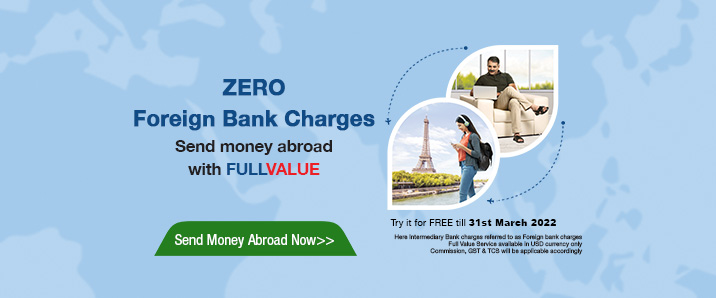 ZERO
Foreign Bank Charges
Send money abroad
with FULLVALUE
Send Money Abroad Now>>
Try it for FREE till 31st March 2022
Here Intermediary Bank charges referred to as Foreign bank charges
Full Value Service available in USD currency only
Commission, GST & TCS will be applicable accordingly